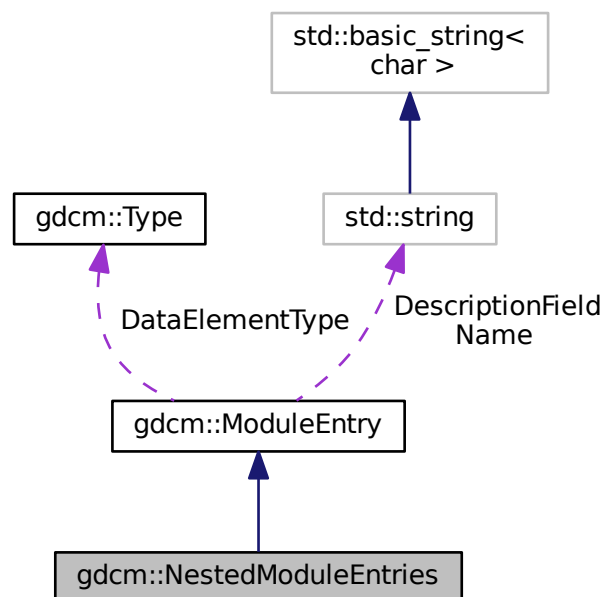 std::basic_string<
char >
gdcm::Type
std::string
DataElementType
DescriptionField
Name
gdcm::ModuleEntry
gdcm::NestedModuleEntries